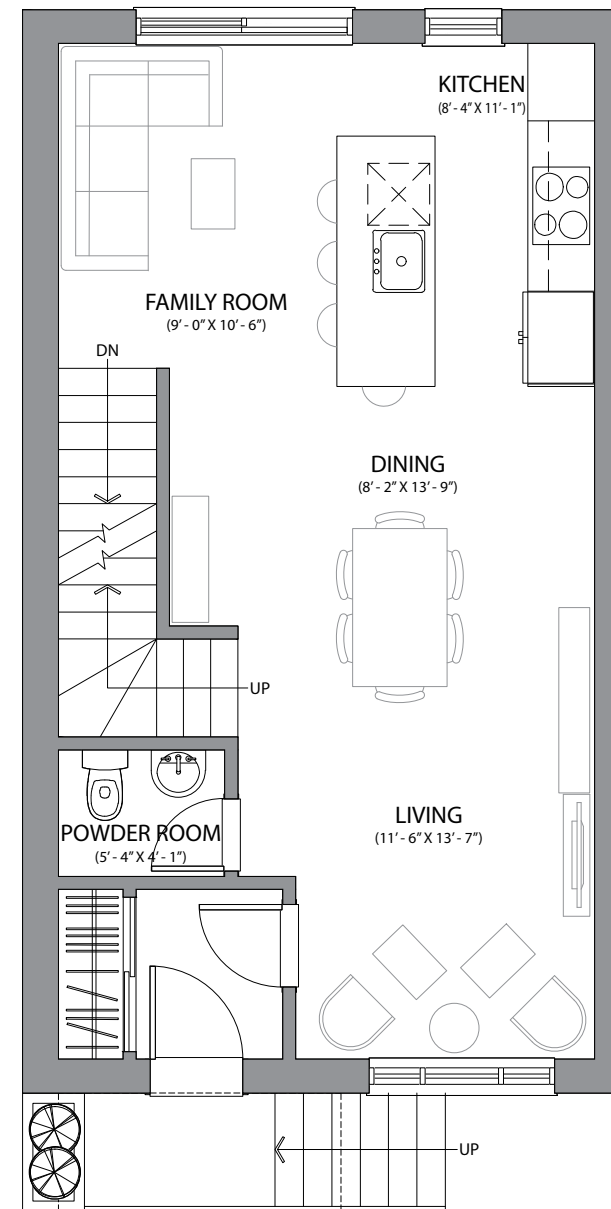 KITCHEN
(8' - 4" X 11' - 1")
FAMILY ROOM
(9' - 0" X 10' - 6")
DN
DINING
(8' - 2" X 13' - 9")
UP
LIVING
(11' - 6" X 13' - 7")
POWDER ROOM
(5' - 4" X 4' - 1")
UP